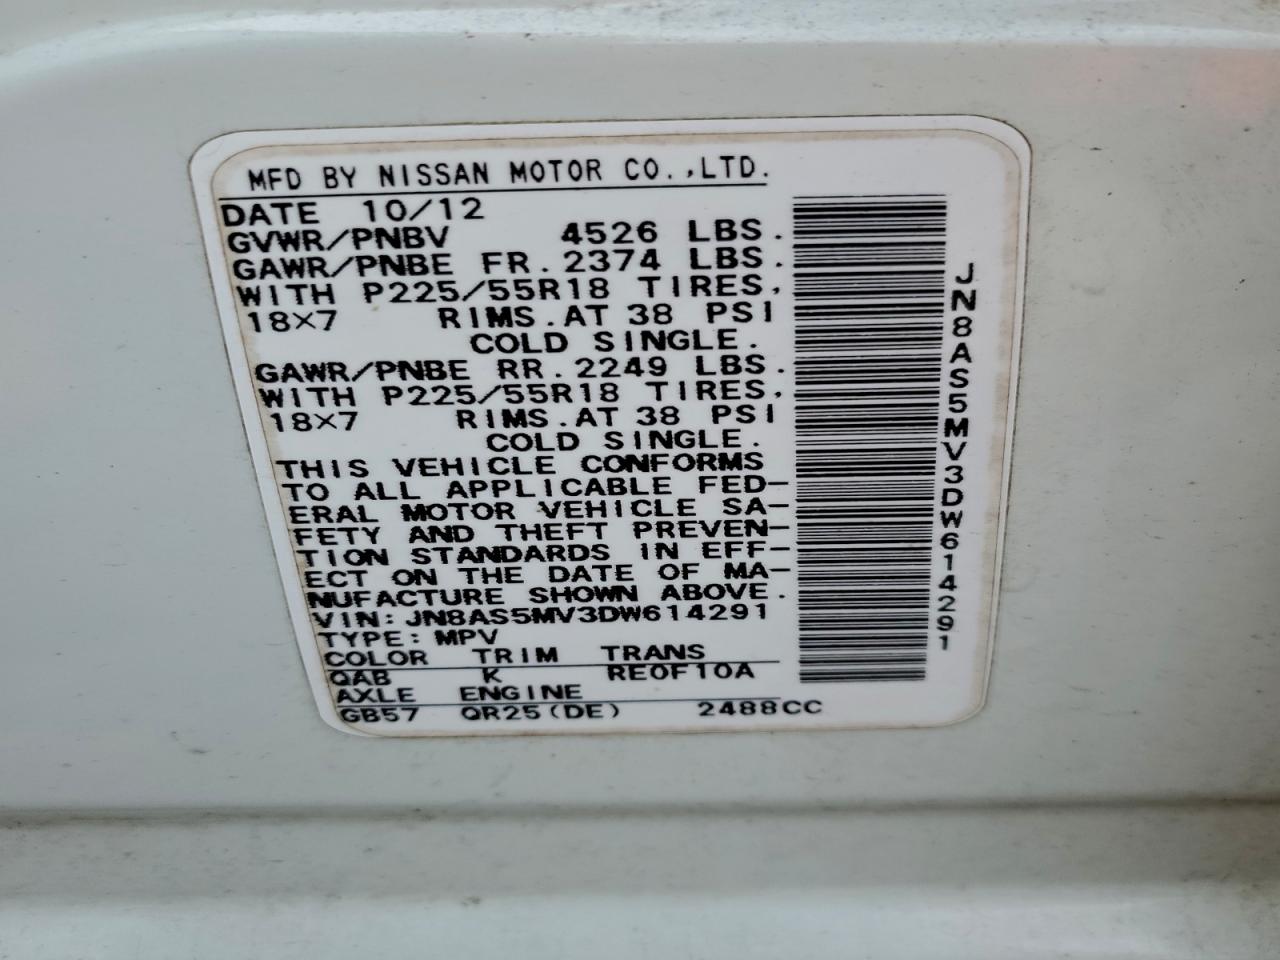 MFD BY NISSAN MOTOR CO.,LTD.
DATE 10/12
GVWR/PNBV 4526 LBS.
GAWR/PNBE FR. 2374 LBS.
WITH P225/55R18 TIRES,
18X7 RIMS.AT 38 PSI
COLD SINGLE.
GAWR/PNBE RR. 2249 LBS.
WITH P225/55R18 TIRES,
18X7 RIMS.AT 38 PSI
COLD SINGLE.
THIS VEHICLE CONFORMS
TO ALL APPLICABLE FED-
ERAL MOTOR VEHICLE SA-
FETY AND THEFT PREVEN-
TION STANDARDS IN EFF-
ECT ON THE DATE OF MA-
NUFACTURE SHOWN ABOVE.
VIN: JN8AS5MV3DW614291
TYPE: MPV
COLOR TRIM TRANS
QAB K RE0F10A
AXLE ENGINE
GB57 QR25(DE) 2488CC
JN8AS5MV3DW614291